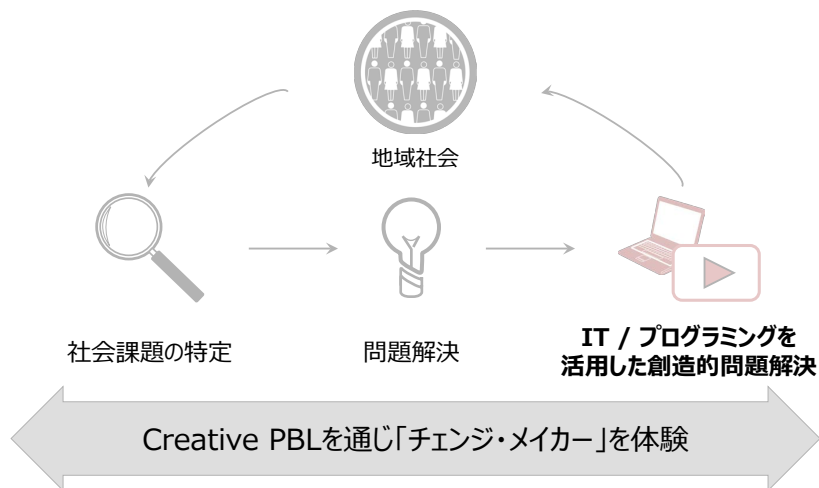 地域社会
社会課題の特定
問題解決
IT / プログラミングを
活用した創造的問題解決
Creative PBLを通じ「チェンジ・メイカー」を体験